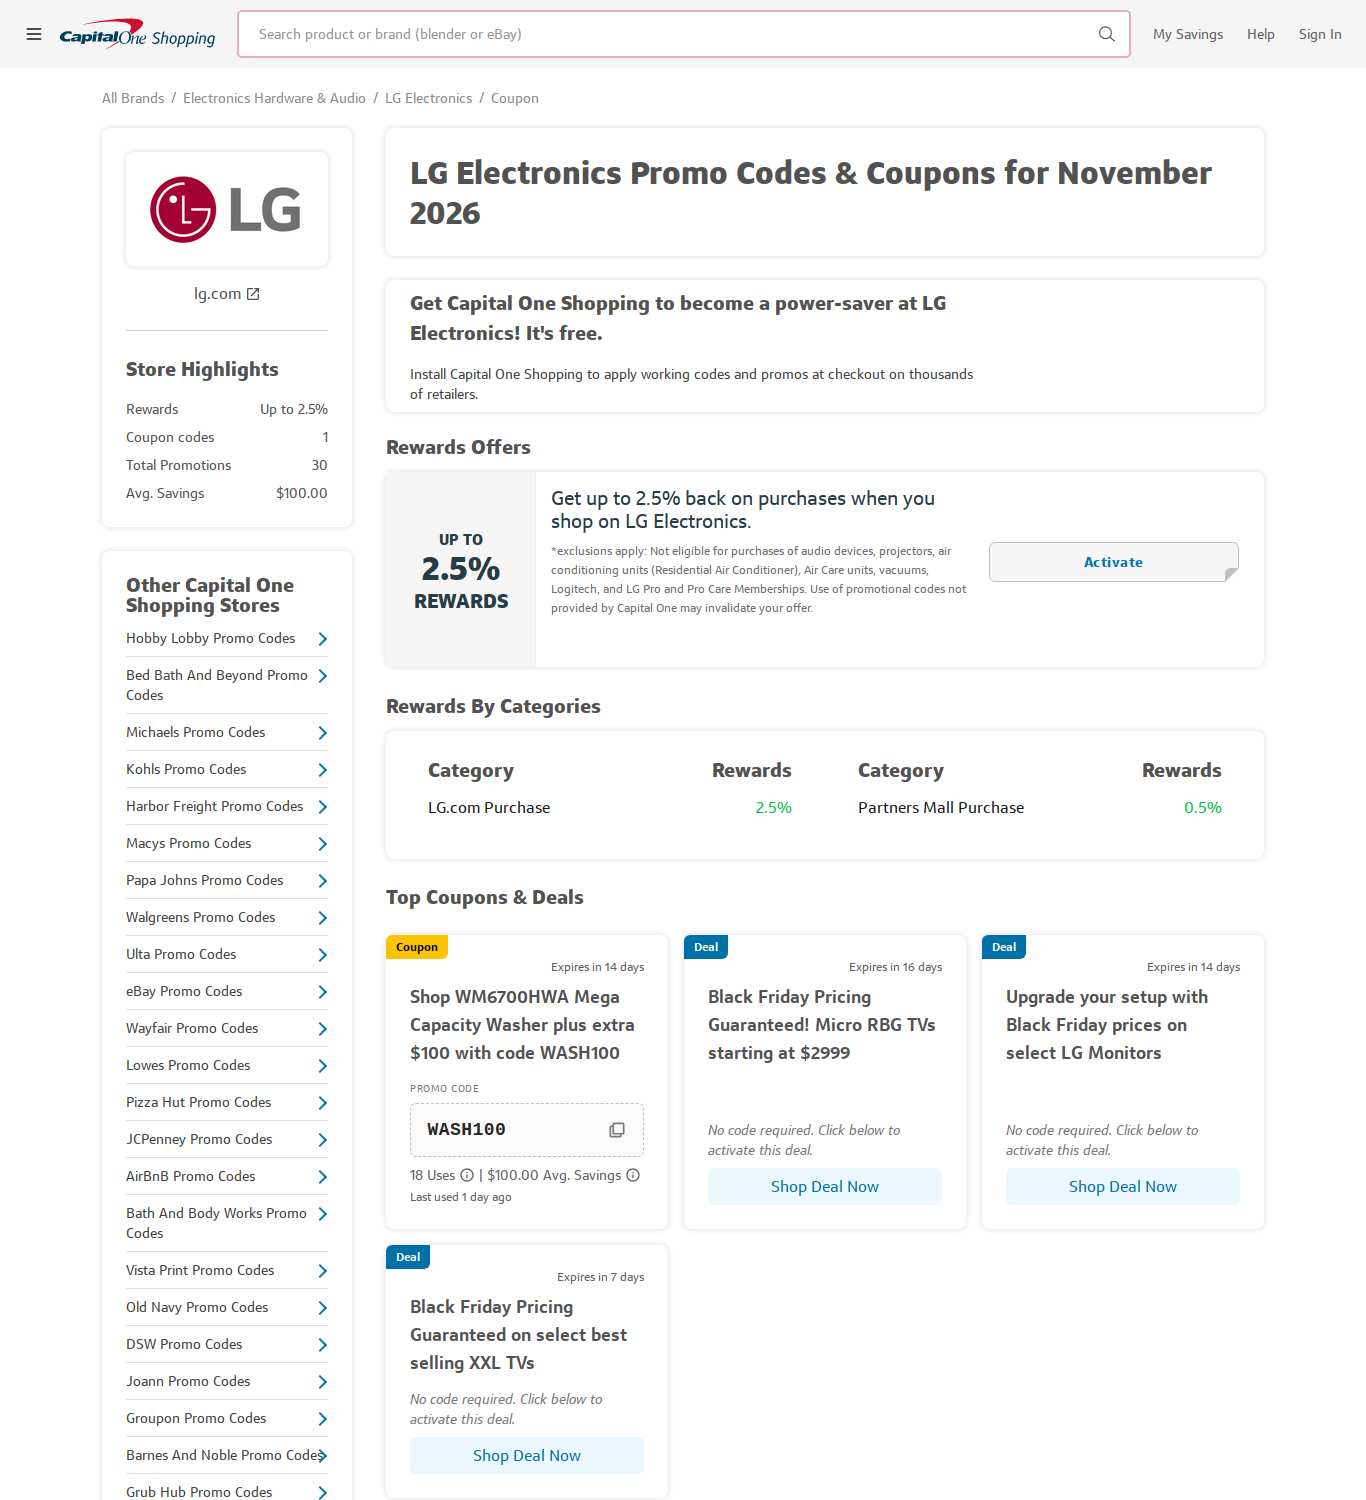 Capital One Shopping
Search product or brand (blender or eBay)
My Savings
Help
Sign In
All Brands / Electronics Hardware & Audio / LG Electronics / Coupon
LG
lg.com
Store Highlights
Rewards Up to 2.5%
Coupon codes 1
Total Promotions 30
Avg. Savings $100.00
Other Capital One
Shopping Stores
Hobby Lobby Promo Codes
Bed Bath And Beyond Promo
Codes
Michaels Promo Codes
Kohls Promo Codes
Harbor Freight Promo Codes
Macys Promo Codes
Papa Johns Promo Codes
Walgreens Promo Codes
Ulta Promo Codes
eBay Promo Codes
Wayfair Promo Codes
Lowes Promo Codes
Pizza Hut Promo Codes
JCPenney Promo Codes
AirBnB Promo Codes
Bath And Body Works Promo
Codes
Vista Print Promo Codes
Old Navy Promo Codes
DSW Promo Codes
Joann Promo Codes
Groupon Promo Codes
Barnes And Noble Promo Codes
Grub Hub Promo Codes
LG Electronics Promo Codes & Coupons for November
2026
Get Capital One Shopping to become a power-saver at LG
Electronics! It's free.
Install Capital One Shopping to apply working codes and promos at checkout on thousands
of retailers.
Rewards Offers
UP TO
2.5%
REWARDS
Get up to 2.5% back on purchases when you
shop on LG Electronics.
*exclusions apply: Not eligible for purchases of audio devices, projectors, air
conditioning units (Residential Air Conditioner), Air Care units, vacuums,
Logitech, and LG Pro and Pro Care Memberships. Use of promotional codes not
provided by Capital One may invalidate your offer.
Activate
Rewards By Categories
Category Rewards
LG.com Purchase 2.5%
Category Rewards
Partners Mall Purchase 0.5%
Top Coupons & Deals
Coupon
Expires in 14 days
Shop WM6700HWA Mega
Capacity Washer plus extra
$100 with code WASH100
PROMO CODE
WASH100
18 Uses | $100.00 Avg. Savings
Last used 1 day ago
Deal
Expires in 16 days
Black Friday Pricing
Guaranteed! Micro RBG TVs
starting at $2999
No code required. Click below to
activate this deal.
Shop Deal Now
Deal
Expires in 14 days
Upgrade your setup with
Black Friday prices on
select LG Monitors
No code required. Click below to
activate this deal.
Shop Deal Now
Deal
Expires in 7 days
Black Friday Pricing
Guaranteed on select best
selling XXL TVs
No code required. Click below to
activate this deal.
Shop Deal Now